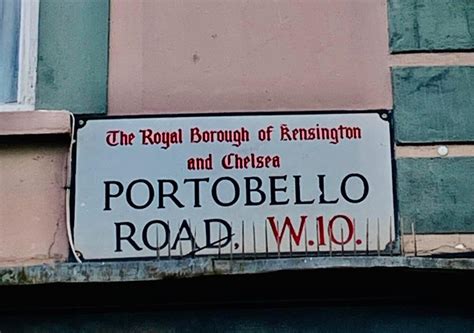 The Royal Borough of Kensington
and Chelsea
PORTOBELLO
ROAD. W.10.